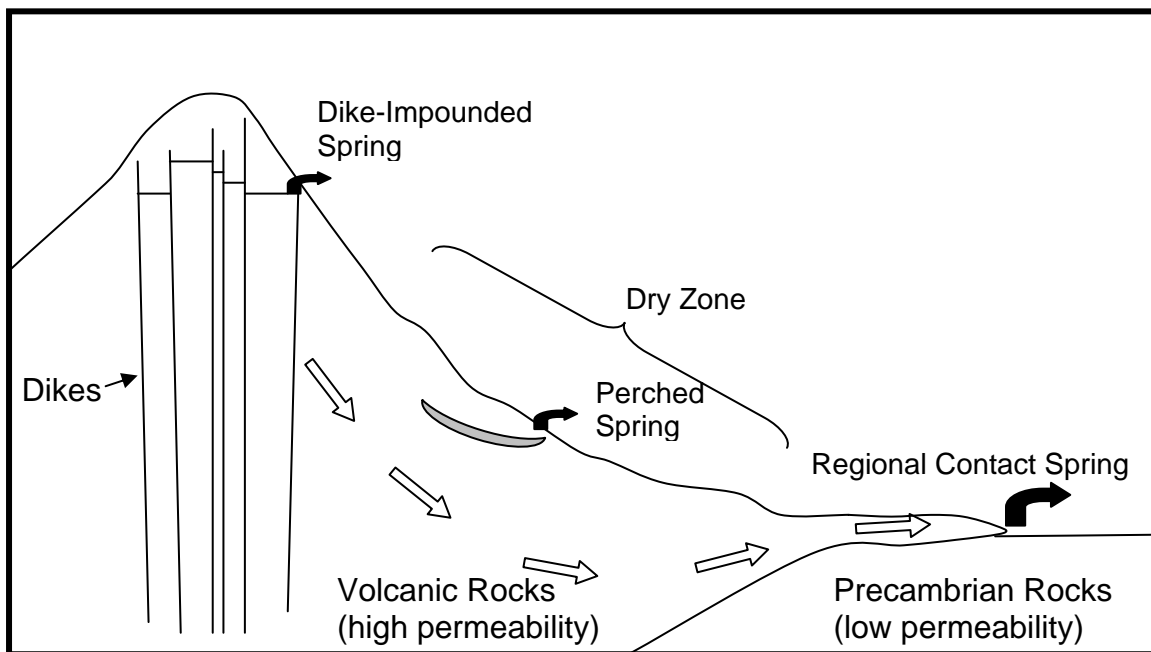 Dike-Impounded
Spring
Dry Zone
Dikes
Perched
Spring
Regional Contact Spring
Volcanic Rocks
(high permeability)
Precambrian Rocks
(low permeability)